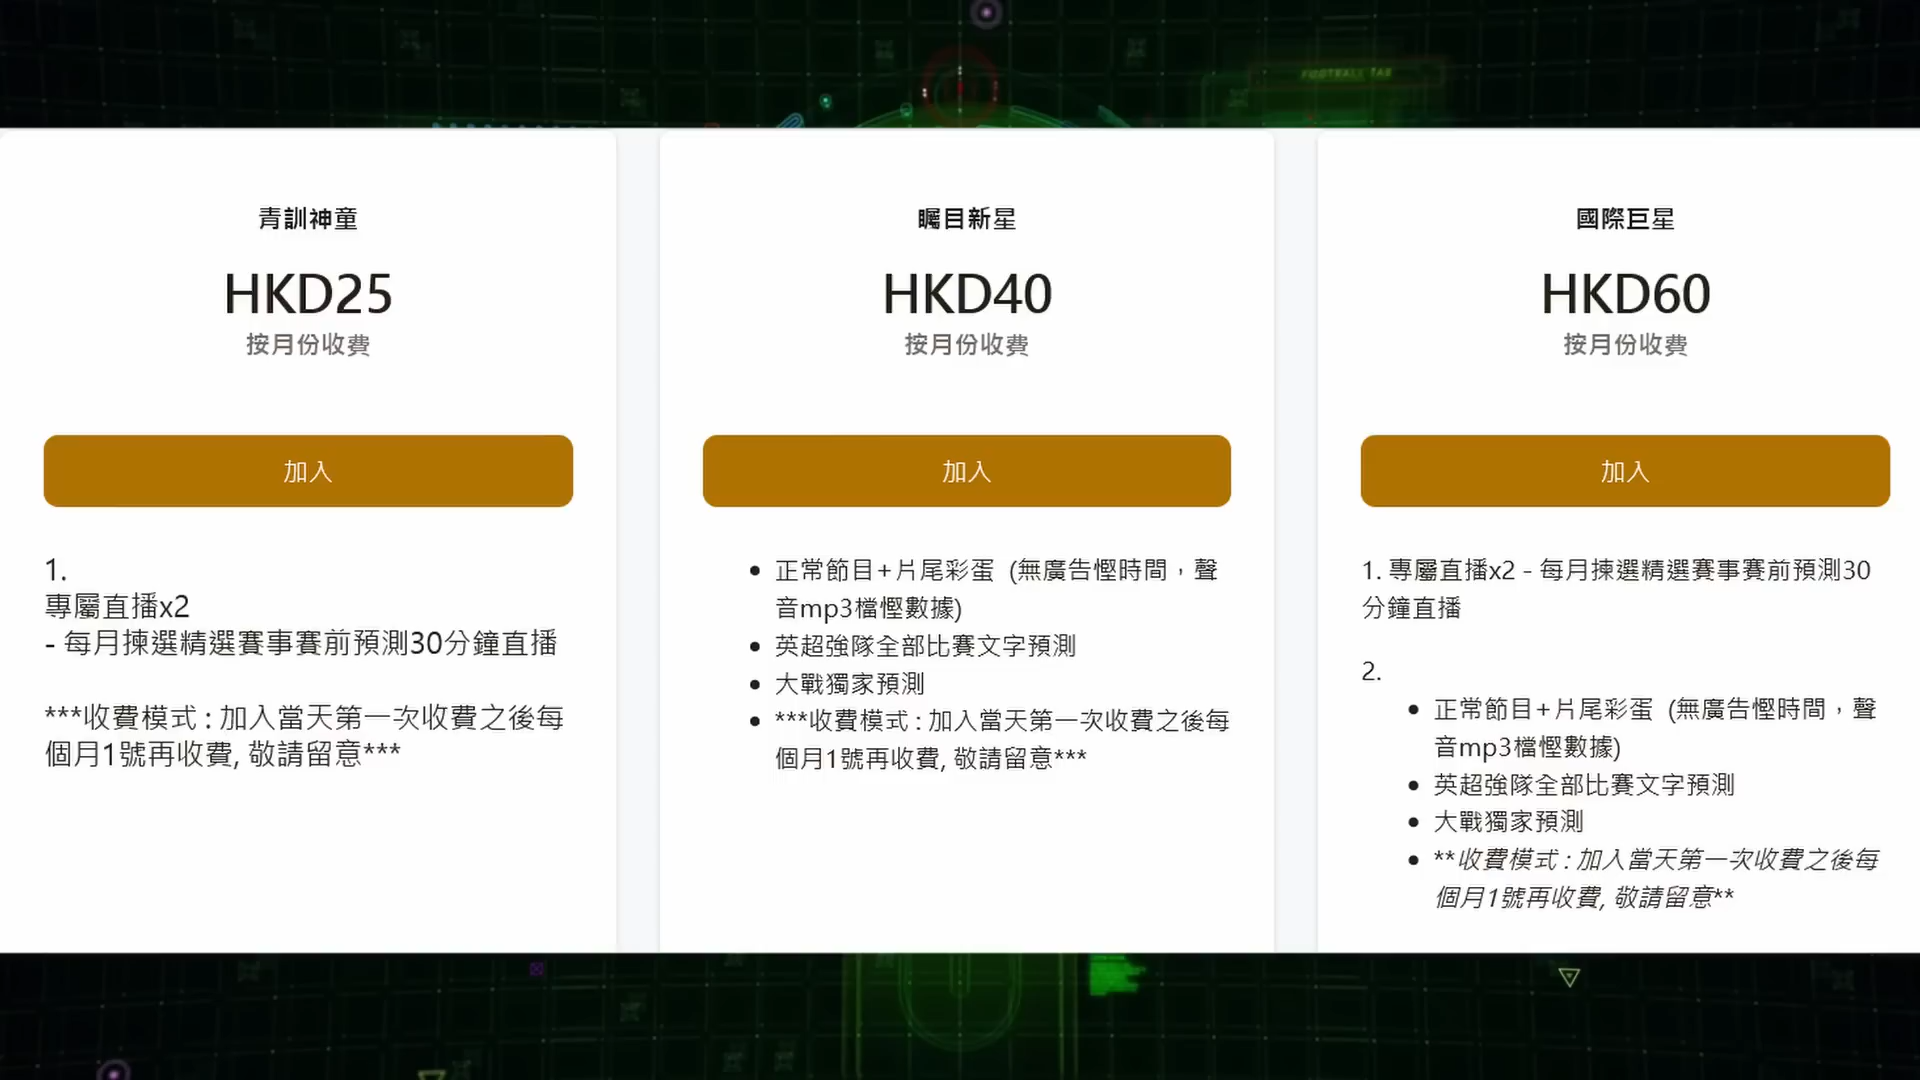 FOOTBALL TAB
青訓神童
HKD25
按月份收費
加入
1.
專屬直播x2
- 每月揀選精選賽事賽前預測30分鐘直播
***收費模式 : 加入當天第一次收費之後每
個月1號再收費, 敬請留意***
矚目新星
HKD40
按月份收費
加入
• 正常節目+片尾彩蛋 (無廣告慳時間，聲
音mp3檔慳數據)
• 英超強隊全部比賽文字預測
• 大戰獨家預測
• ***收費模式 : 加入當天第一次收費之後每
個月1號再收費, 敬請留意***
國際巨星
HKD60
按月份收費
加入
1. 專屬直播x2 - 每月揀選精選賽事賽前預測30
分鐘直播
2.
• 正常節目+片尾彩蛋 (無廣告慳時間，聲
音mp3檔慳數據)
• 英超強隊全部比賽文字預測
• 大戰獨家預測
• **收費模式 : 加入當天第一次收費之後每
個月1號再收費, 敬請留意**